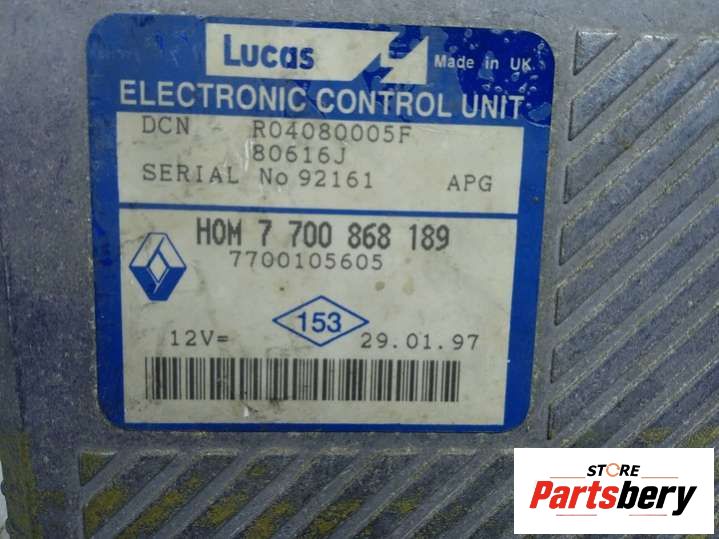 Lucas
Made in UK
ELECTRONIC CONTROL UNIT
DCN R04080005F
80616J
SERIAL No 92161 APG
HOM 7 700 868 189
7700105605
153
12V= 29.01.97
STORE
Partsbery